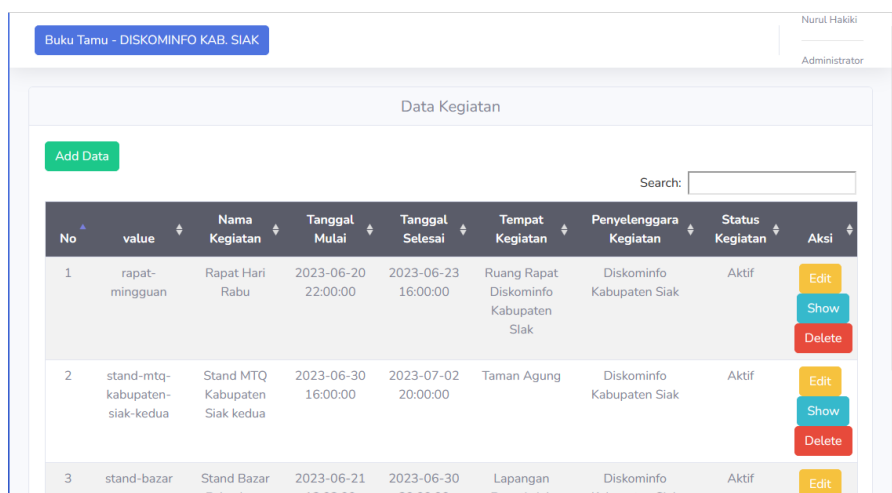 Nurul Hakiki
Buku Tamu - DISKOMINFO KAB. SIAK
Administrator
Data Kegiatan
Add Data
Search:
No value Nama Kegiatan Tanggal Mulai Tanggal Selesai Tempat Kegiatan Penyelenggara Kegiatan Status Kegiatan Aksi
1 rapat-mingguan Rapat Hari Rabu 2023-06-20 22:00:00 2023-06-23 16:00:00 Ruang Rapat Diskominfo Kabupaten SIak Diskominfo Kabupaten Siak Aktif Edit
Show
Delete
2 stand-mtq-kabupaten-siak-kedua Stand MTQ Kabupaten Siak kedua 2023-06-30 16:00:00 2023-07-02 20:00:00 Taman Agung Diskominfo Kabupaten Siak Aktif Edit
Show
Delete
3 stand-bazar Stand Bazar 2023-06-21 2023-06-30 Lapangan Diskominfo Aktif Edit